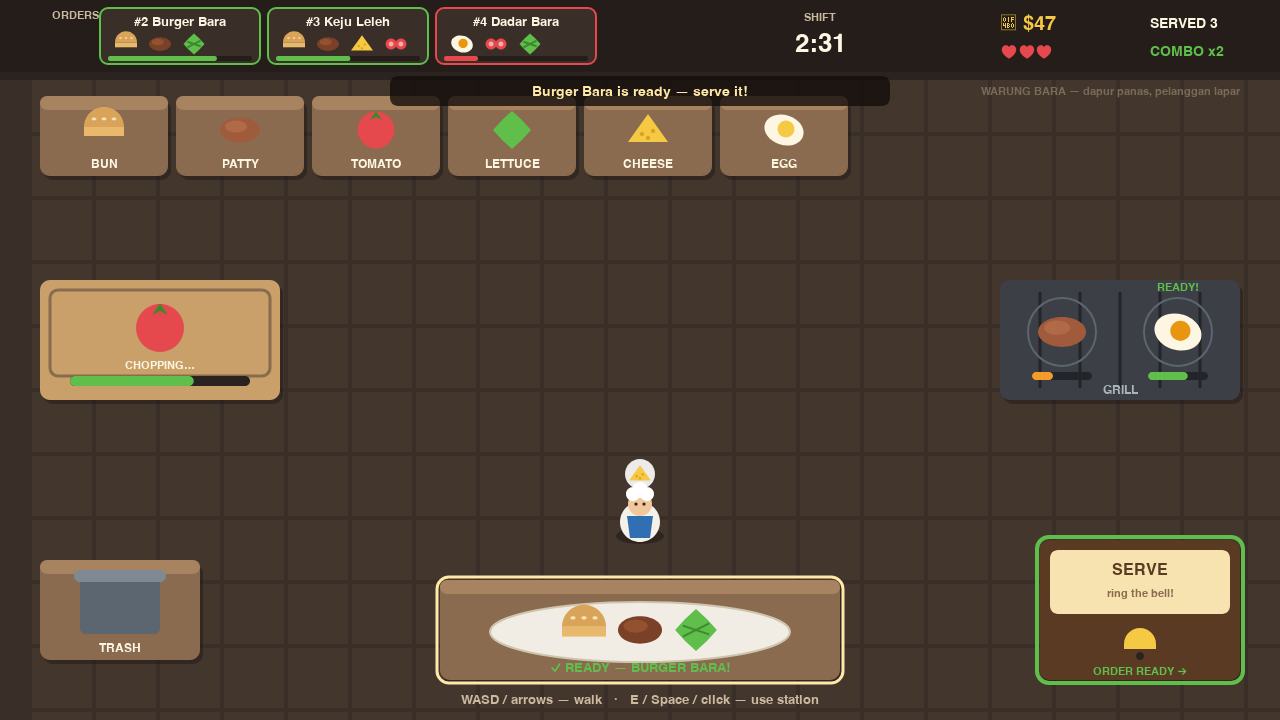 ORDERS
#2 Burger Bara
#3 Keju Leleh
#4 Dadar Bara
SHIFT
2:31
$47
SERVED 3
COMBO x2
Burger Bara is ready — serve it!
WARUNG BARA — dapur panas, pelanggan lapar
BUN
PATTY
TOMATO
LETTUCE
CHEESE
EGG
CHOPPING...
READY!
GRILL
TRASH
✓ READY — BURGER BARA!
SERVE
ring the bell!
ORDER READY →
WASD / arrows — walk · E / Space / click — use station